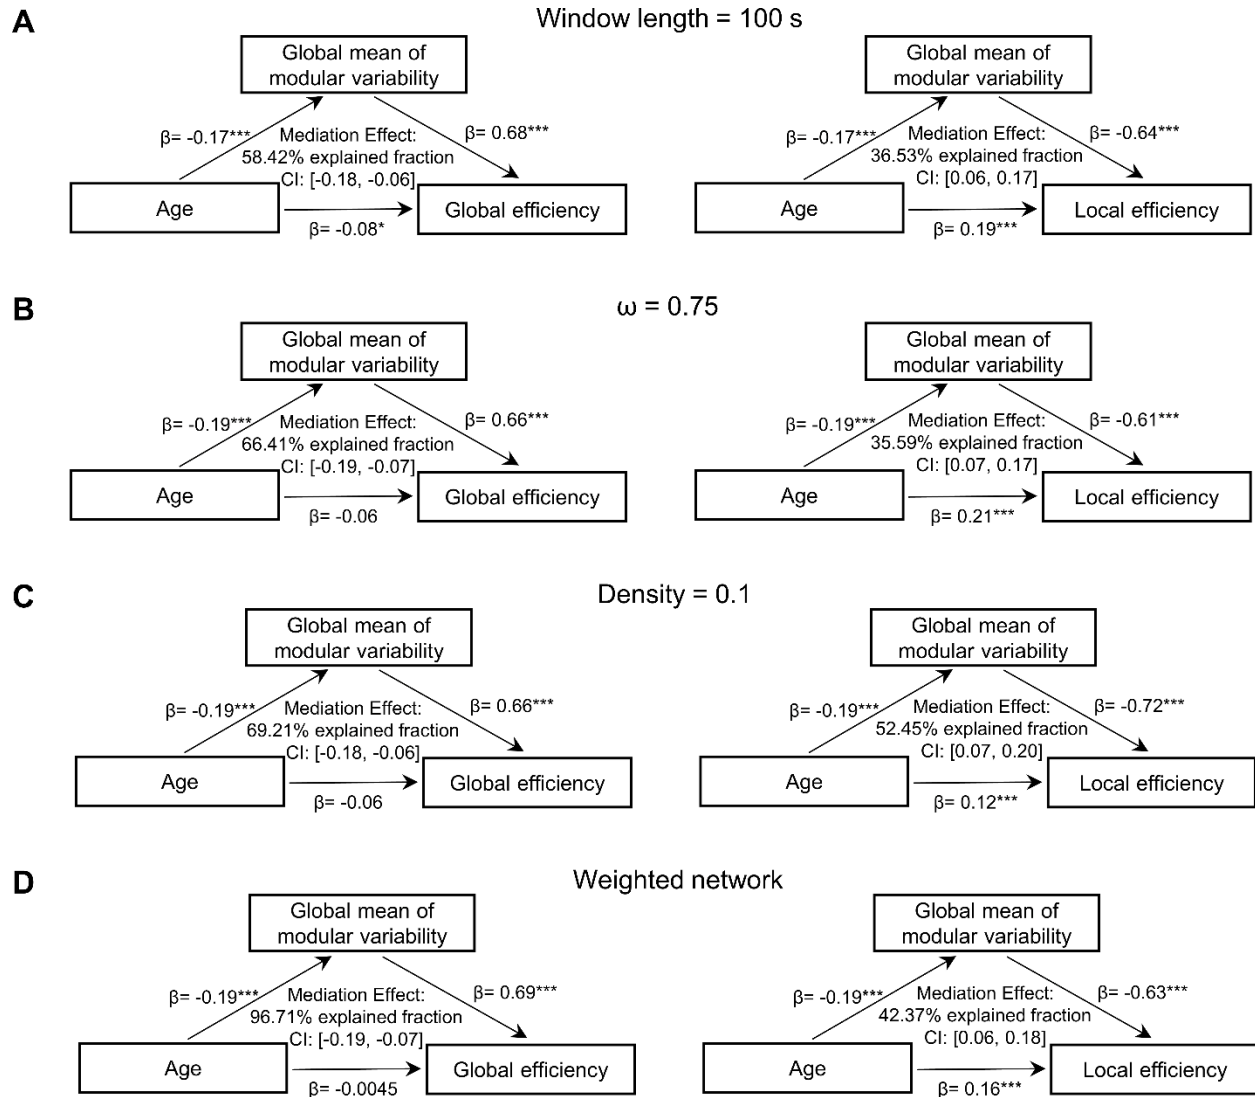 A
Window length = 100 s
Global mean of
modular variability
β= -0.17***
β= 0.68***
Mediation Effect:
58.42% explained fraction
CI: [-0.18, -0.06]
Age
Global efficiency
β= -0.08*
Global mean of
modular variability
β= -0.17***
β= -0.64***
Mediation Effect:
36.53% explained fraction
CI: [0.06, 0.17]
Age
Local efficiency
β= 0.19***
B
ω = 0.75
Global mean of
modular variability
β= -0.19***
β= 0.66***
Mediation Effect:
66.41% explained fraction
CI: [-0.19, -0.07]
Age
Global efficiency
β= -0.06
Global mean of
modular variability
β= -0.19***
β= -0.61***
Mediation Effect:
35.59% explained fraction
CI: [0.07, 0.17]
Age
Local efficiency
β= 0.21***
C
Density = 0.1
Global mean of
modular variability
β= -0.19***
β= 0.66***
Mediation Effect:
69.21% explained fraction
CI: [-0.18, -0.06]
Age
Global efficiency
β= -0.06
Global mean of
modular variability
β= -0.19***
β= -0.72***
Mediation Effect:
52.45% explained fraction
CI: [0.07, 0.20]
Age
Local efficiency
β= 0.12***
D
Weighted network
Global mean of
modular variability
β= -0.19***
β= 0.69***
Mediation Effect:
96.71% explained fraction
CI: [-0.19, -0.07]
Age
Global efficiency
β= -0.0045
Global mean of
modular variability
β= -0.19***
β= -0.63***
Mediation Effect:
42.37% explained fraction
CI: [0.06, 0.18]
Age
Local efficiency
β= 0.16***